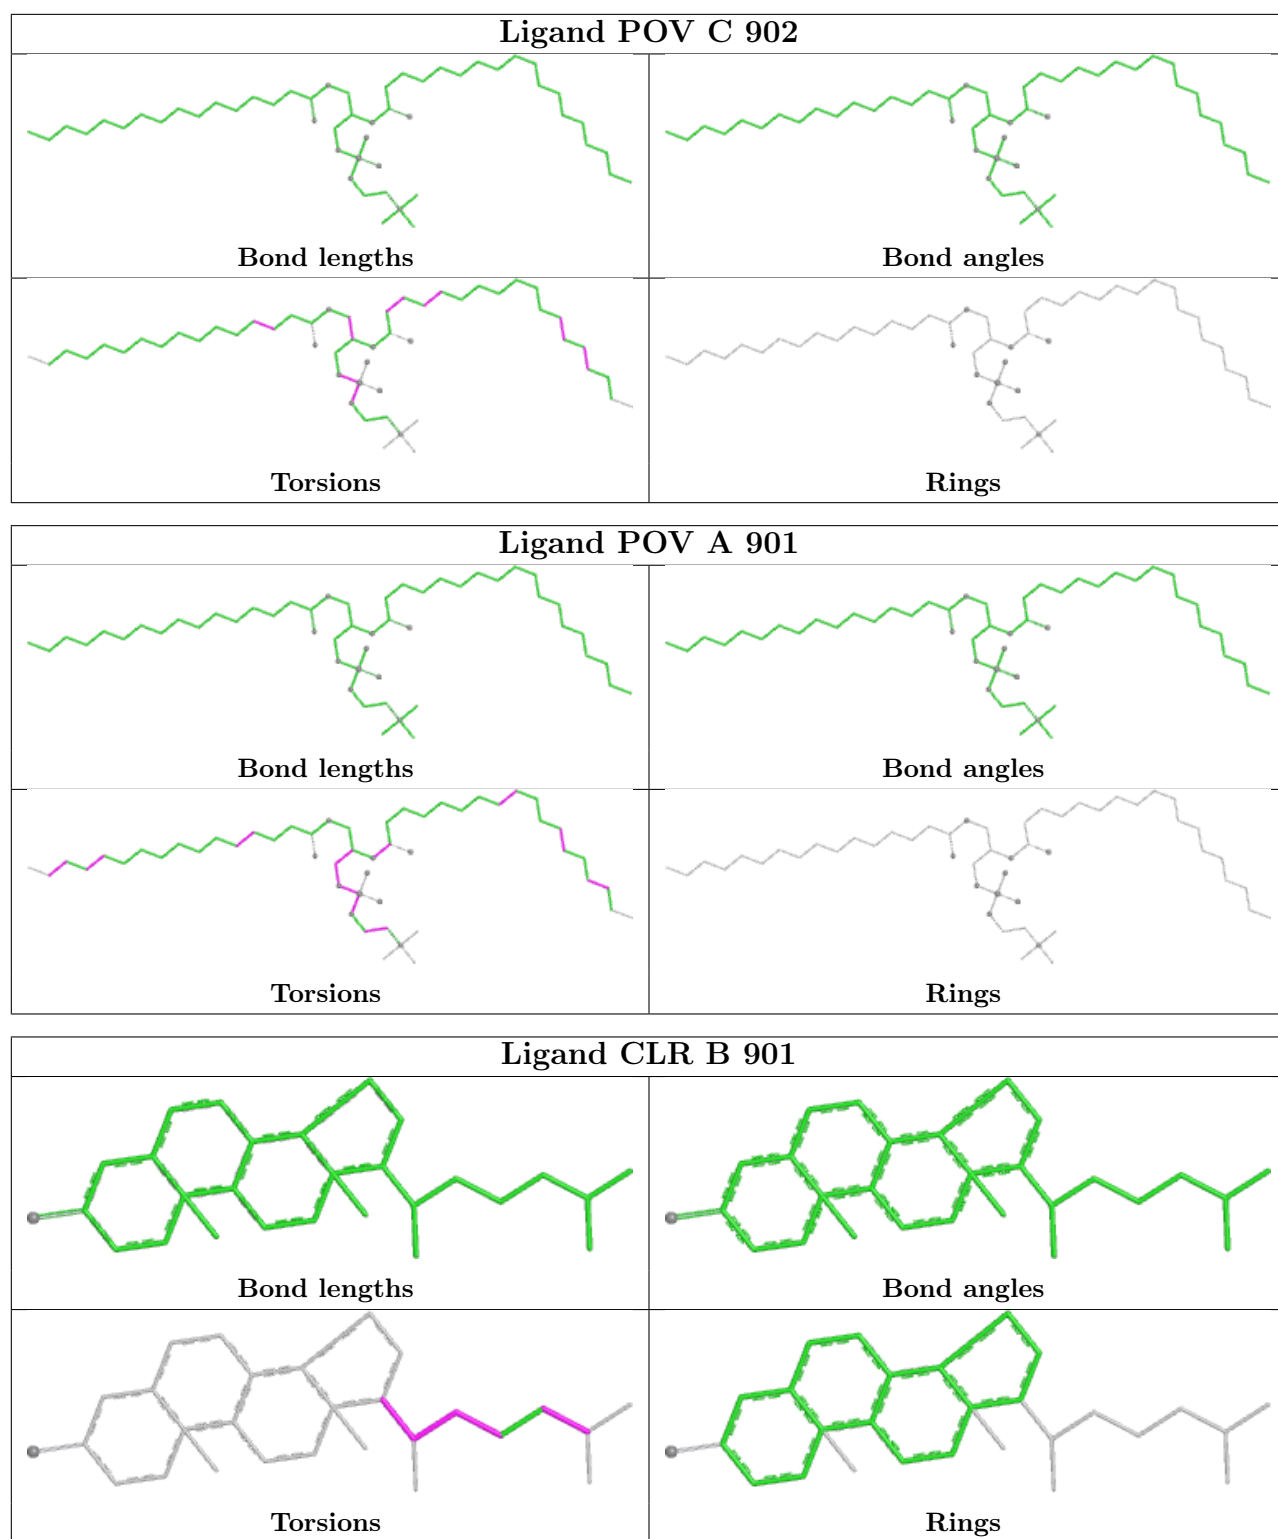 Ligand POV C 902
Bond lengths
Bond angles
Torsions
Rings
Ligand POV A 901
Bond lengths
Bond angles
Torsions
Rings
Ligand CLR B 901
Bond lengths
Bond angles
Torsions
Rings